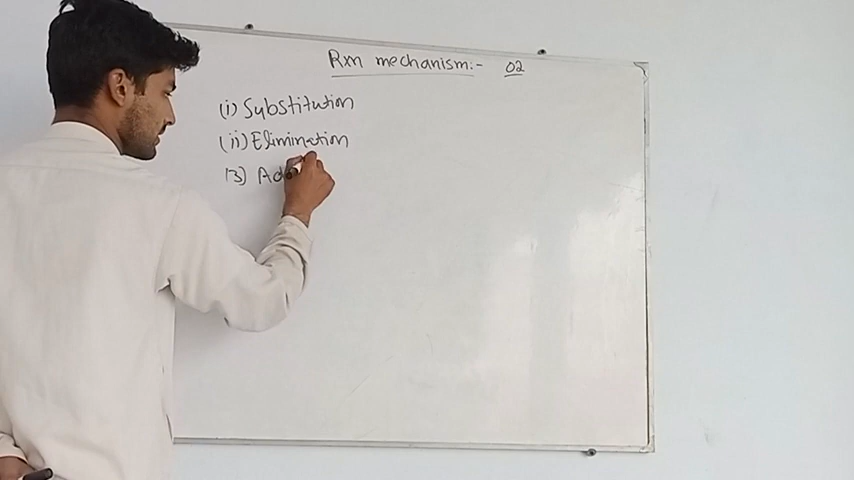 Rxn mechanism:- 02
(i) Substitution
(ii) Elimination
(3) Ad